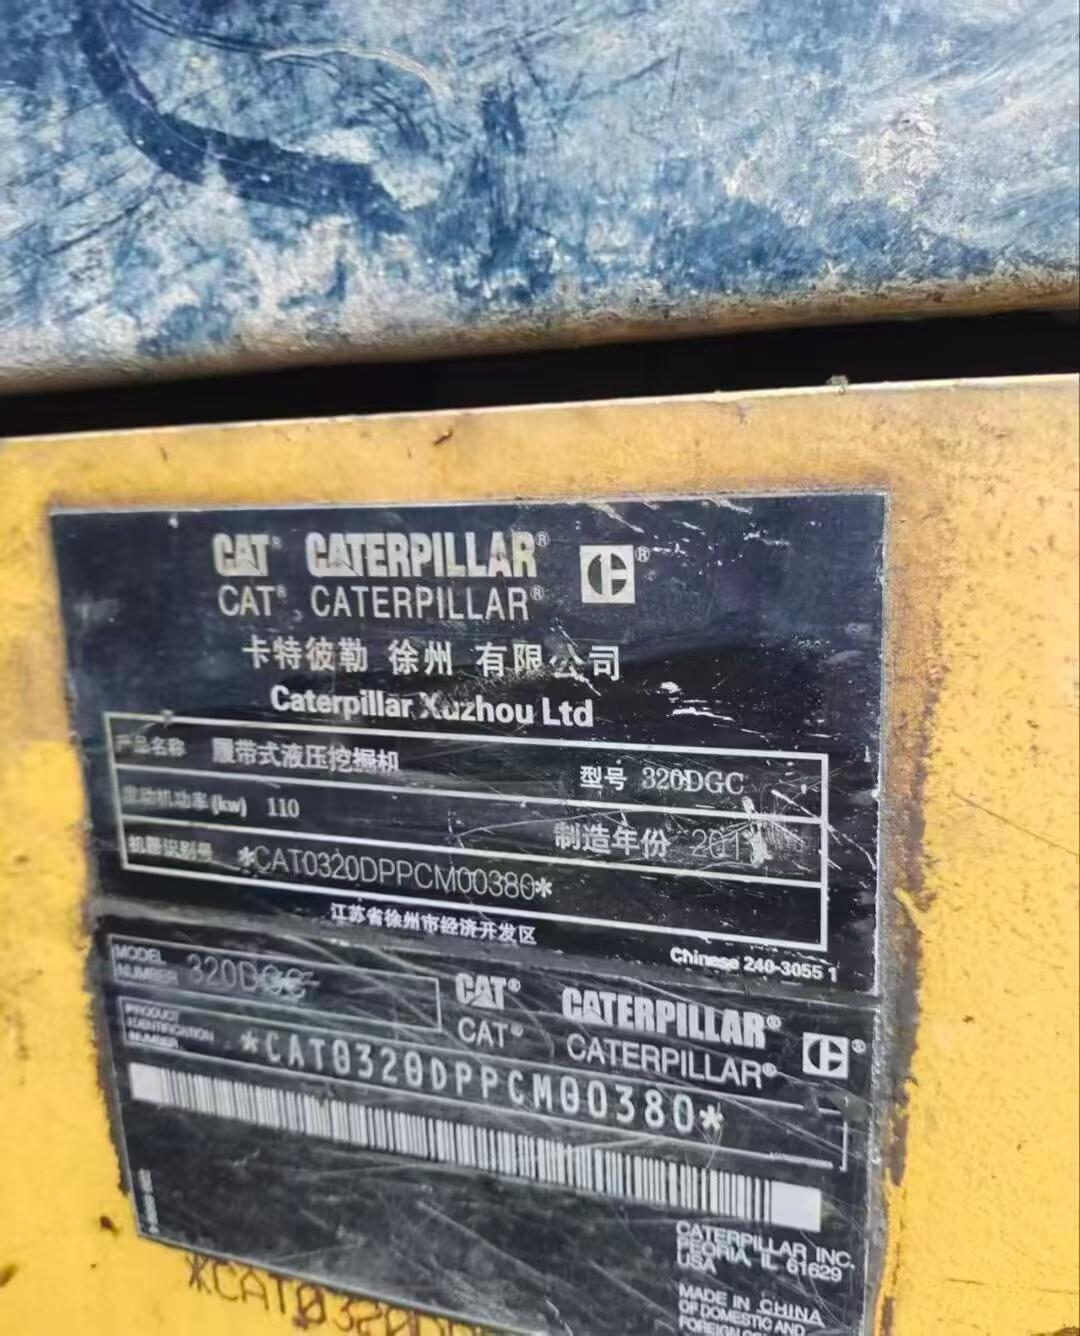 CAT® CATERPILLAR®
CAT® CATERPILLAR®
卡特彼勒 徐州 有限公司
Caterpillar Xuzhou Ltd
产品名称 履带式液压挖掘机 型号 320DGC
发动机功率(kw) 110 制造年份
机器识别号 *CAT0320DPPCM00380*
江苏省徐州市经济开发区
Chinese 240-3055 1
MODEL NUMBER 320DGC
CAT® CATERPILLAR®
CAT® CATERPILLAR®
PRODUCT IDENTIFICATION NUMBER *CAT0320DPPCM00380*
CATERPILLAR INC.
PEORIA, IL 61629
USA
MADE IN CHINA
OF DOMESTIC AND
FOREIGN
*CAT0320D